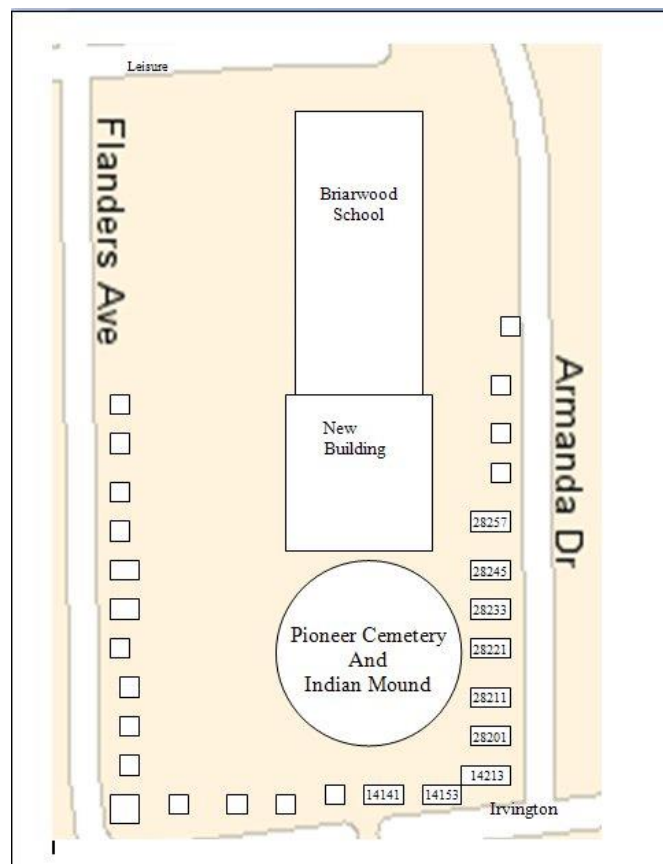 Leisure
Flanders Ave
Briarwood
School
New
Building
Armanda Dr
28257
28245
28233
28221
28211
28201
14213
14141
14153
Pioneer Cemetery
And
Indian Mound
Irvington